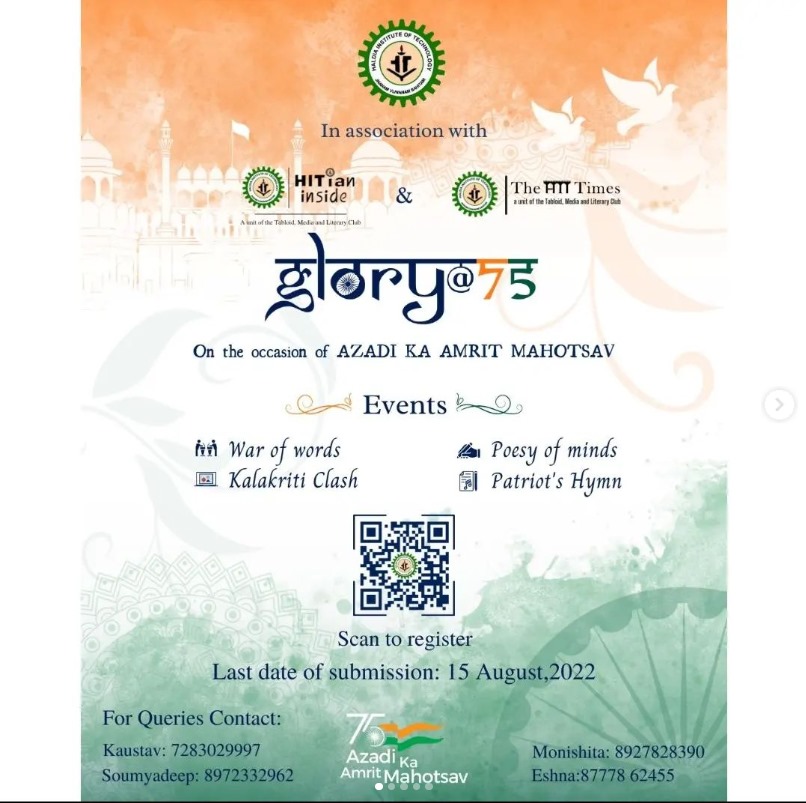 HALDIA INSTITUTE OF TECHNOLOGY
In association with
HITian
inside
A unit of the Tabloid, Media and Literary Club
&
The HIT Times
a unit of the Tabloid, Media and Literary Club
glory@75
On the occasion of AZADI KA AMRIT MAHOTSAV
Events
War of words
Poesy of minds
Kalakriti Clash
Patriot's Hymn
Scan to register
Last date of submission: 15 August,2022
For Queries Contact:
Kaustav: 7283029997
Soumyadeep: 8972332962
75
Azadi Ka
Amrit Mahotsav
Monishita: 8927828390
Eshna:87778 62455